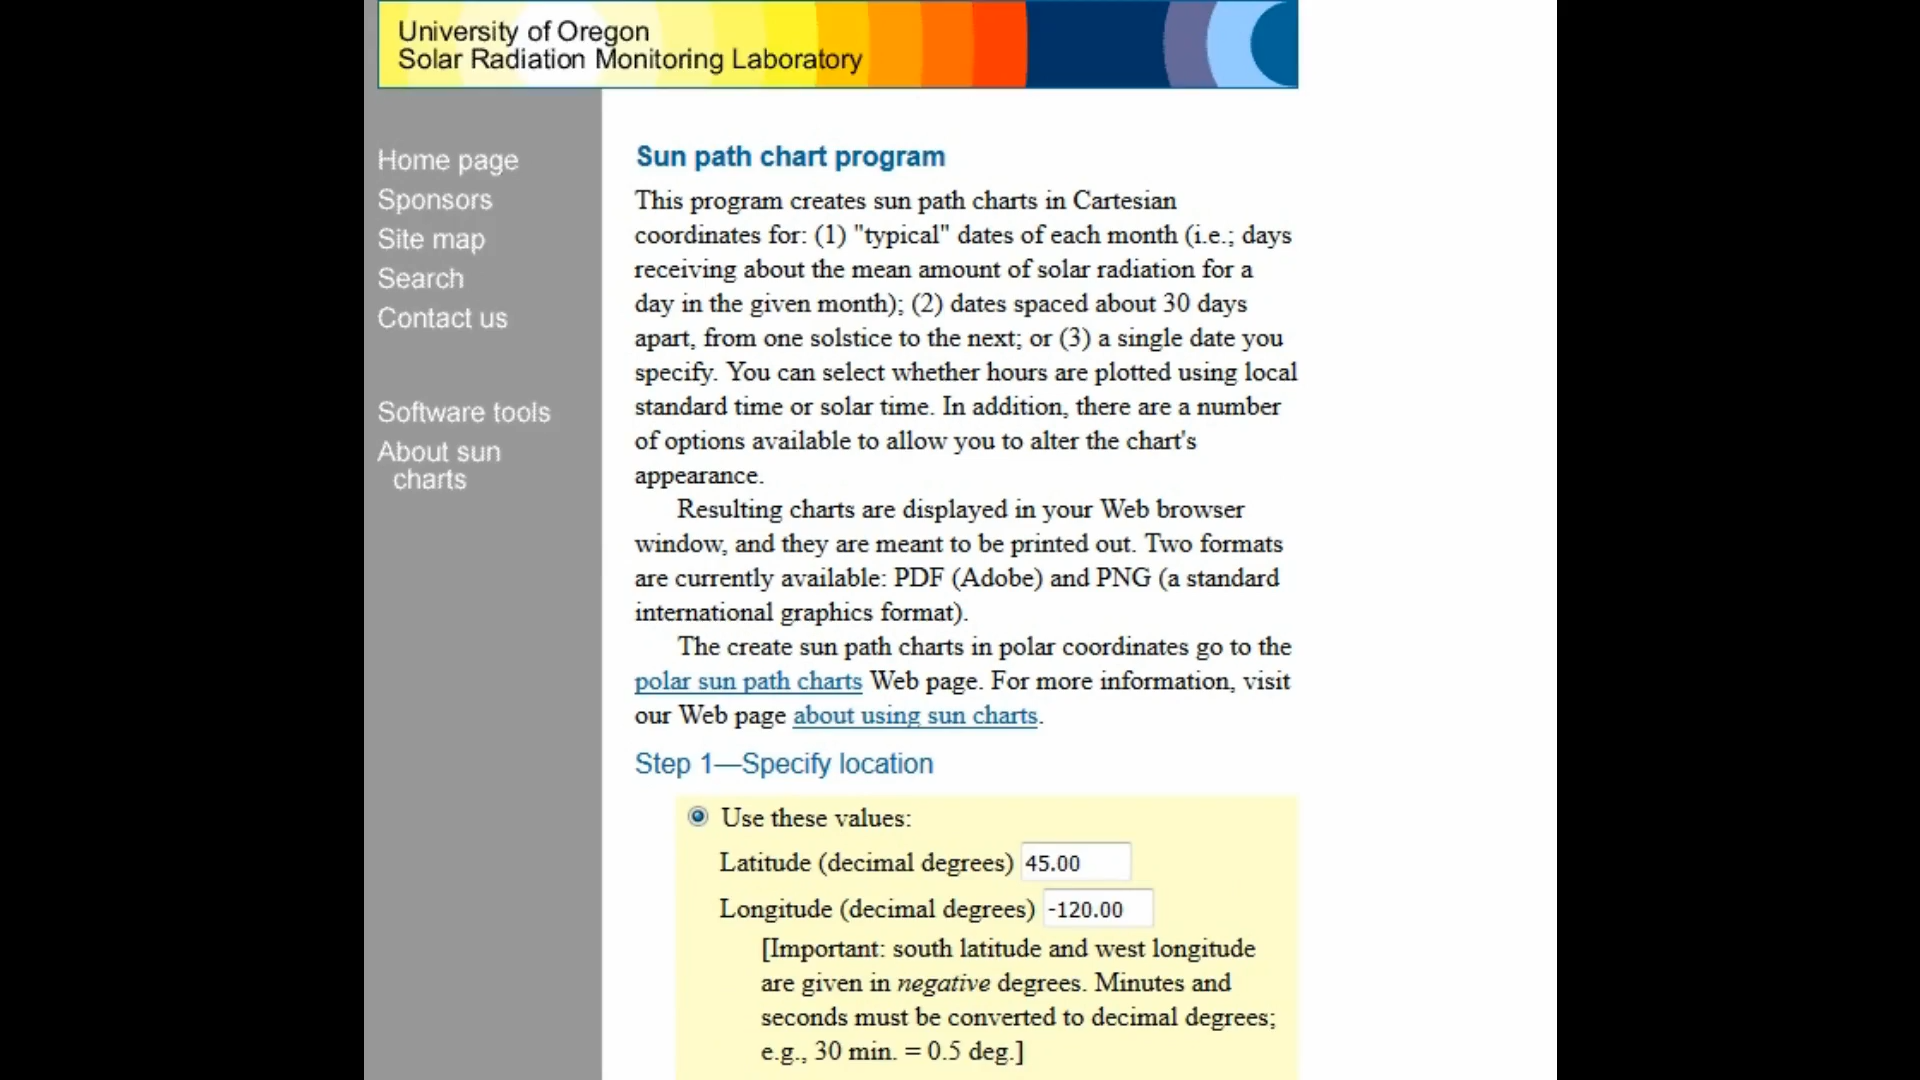 University of Oregon
Solar Radiation Monitoring Laboratory
Home page
Sponsors
Site map
Search
Contact us
Software tools
About sun
charts
Sun path chart program
This program creates sun path charts in Cartesian
coordinates for: (1) "typical" dates of each month (i.e.; days
receiving about the mean amount of solar radiation for a
day in the given month); (2) dates spaced about 30 days
apart, from one solstice to the next; or (3) a single date you
specify. You can select whether hours are plotted using local
standard time or solar time. In addition, there are a number
of options available to allow you to alter the chart's
appearance.
Resulting charts are displayed in your Web browser
window, and they are meant to be printed out. Two formats
are currently available: PDF (Adobe) and PNG (a standard
international graphics format).
The create sun path charts in polar coordinates go to the
polar sun path charts Web page. For more information, visit
our Web page about using sun charts.
Step 1—Specify location
Use these values:
Latitude (decimal degrees) 45.00
Longitude (decimal degrees) -120.00
[Important: south latitude and west longitude
are given in negative degrees. Minutes and
seconds must be converted to decimal degrees;
e.g., 30 min. = 0.5 deg.]